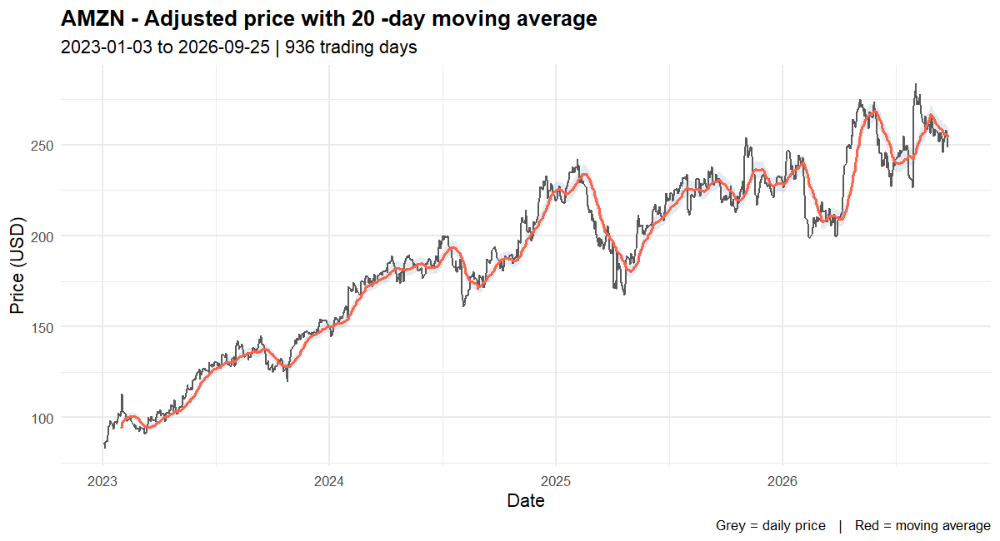 AMZN - Adjusted price with 20 -day moving average
2023-01-03 to 2026-09-25 | 936 trading days
Price (USD)
250
200
150
100
2023 2024 2025 2026
Date
Grey = daily price | Red = moving average